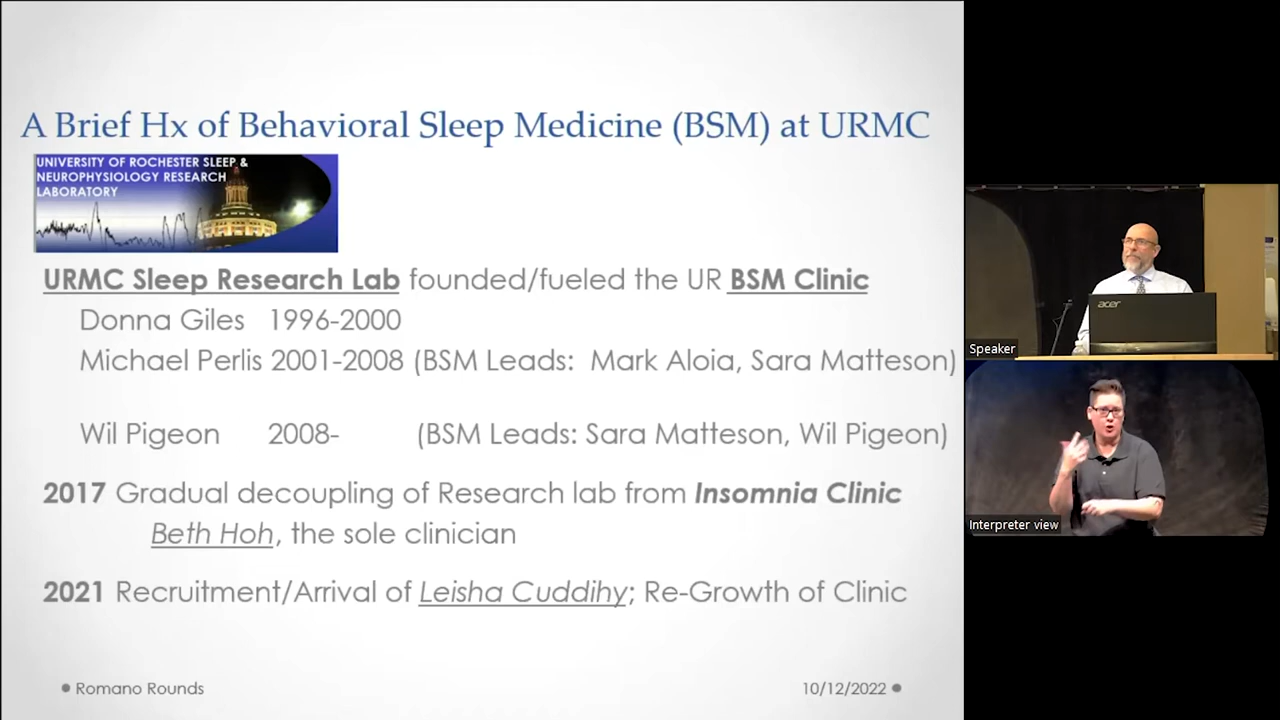 A Brief Hx of Behavioral Sleep Medicine (BSM) at URMC
UNIVERSITY OF ROCHESTER SLEEP &
NEUROPHYSIOLOGY RESEARCH
LABORATORY
URMC Sleep Research Lab founded/fueled the UR BSM Clinic
Donna Giles 1996-2000
Michael Perlis 2001-2008 (BSM Leads: Mark Aloia, Sara Matteson)
Wil Pigeon 2008- (BSM Leads: Sara Matteson, Wil Pigeon)
2017 Gradual decoupling of Research lab from Insomnia Clinic
Beth Hoh, the sole clinician
2021 Recruitment/Arrival of Leisha Cuddihy; Re-Growth of Clinic
• Romano Rounds
10/12/2022 •
acer
Speaker
Interpreter view